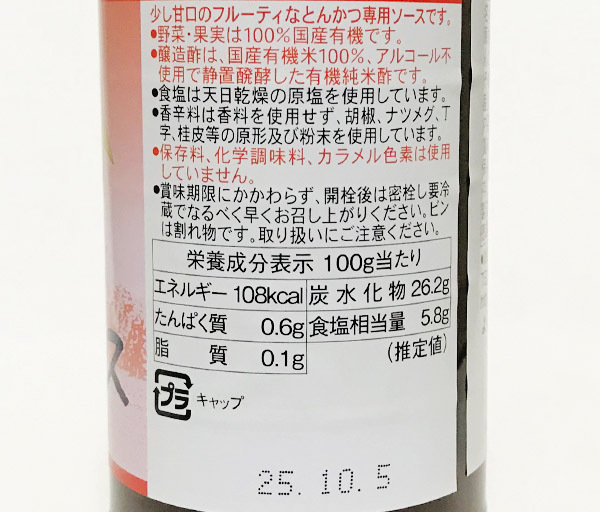 少し甘口のフルーティなとんかつ専用ソースです。
●野菜・果実は100%国産有機です。
●醸造酢は、国産有機米100%、アルコール不
使用で静置醗酵した有機純米酢です。
●食塩は天日乾燥の原塩を使用しています。
●香辛料は香料を使用せず、胡椒、ナツメグ、丁
字、桂皮等の原形及び粉末を使用しています。
●保存料、化学調味料、カラメル色素は使用
していません。
●賞味期限にかかわらず、開栓後は密栓し要冷
蔵でなるべく早くお召し上がりください。ビン
は割れ物です。取り扱いにご注意ください。
栄養成分表示 100g当たり
エネルギー 108kcal 炭水化物 26.2g
たんぱく質 0.6g 食塩相当量 5.8g
脂質 0.1g (推定値)
プラ キャップ
ス
25.10.5